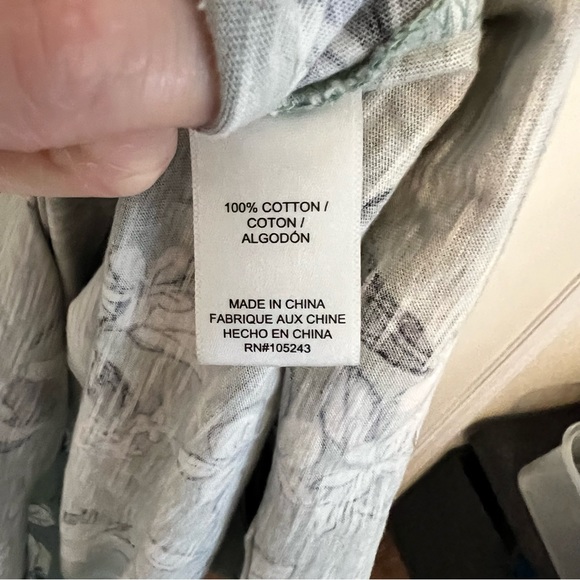 100% COTTON /
COTON /
ALGODÓN
MADE IN CHINA
FABRIQUE AUX CHINE
HECHO EN CHINA
RN#105243